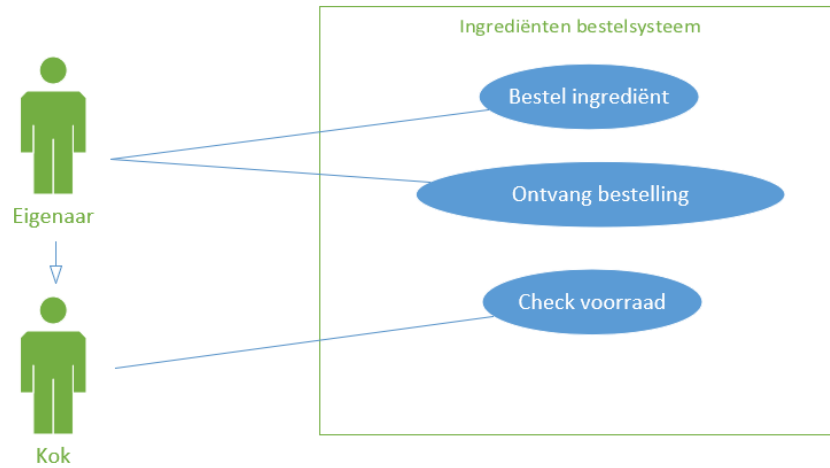 Ingrediënten bestelsysteem
Bestel ingrediënt
Ontvang bestelling
Eigenaar
Check voorraad
Kok